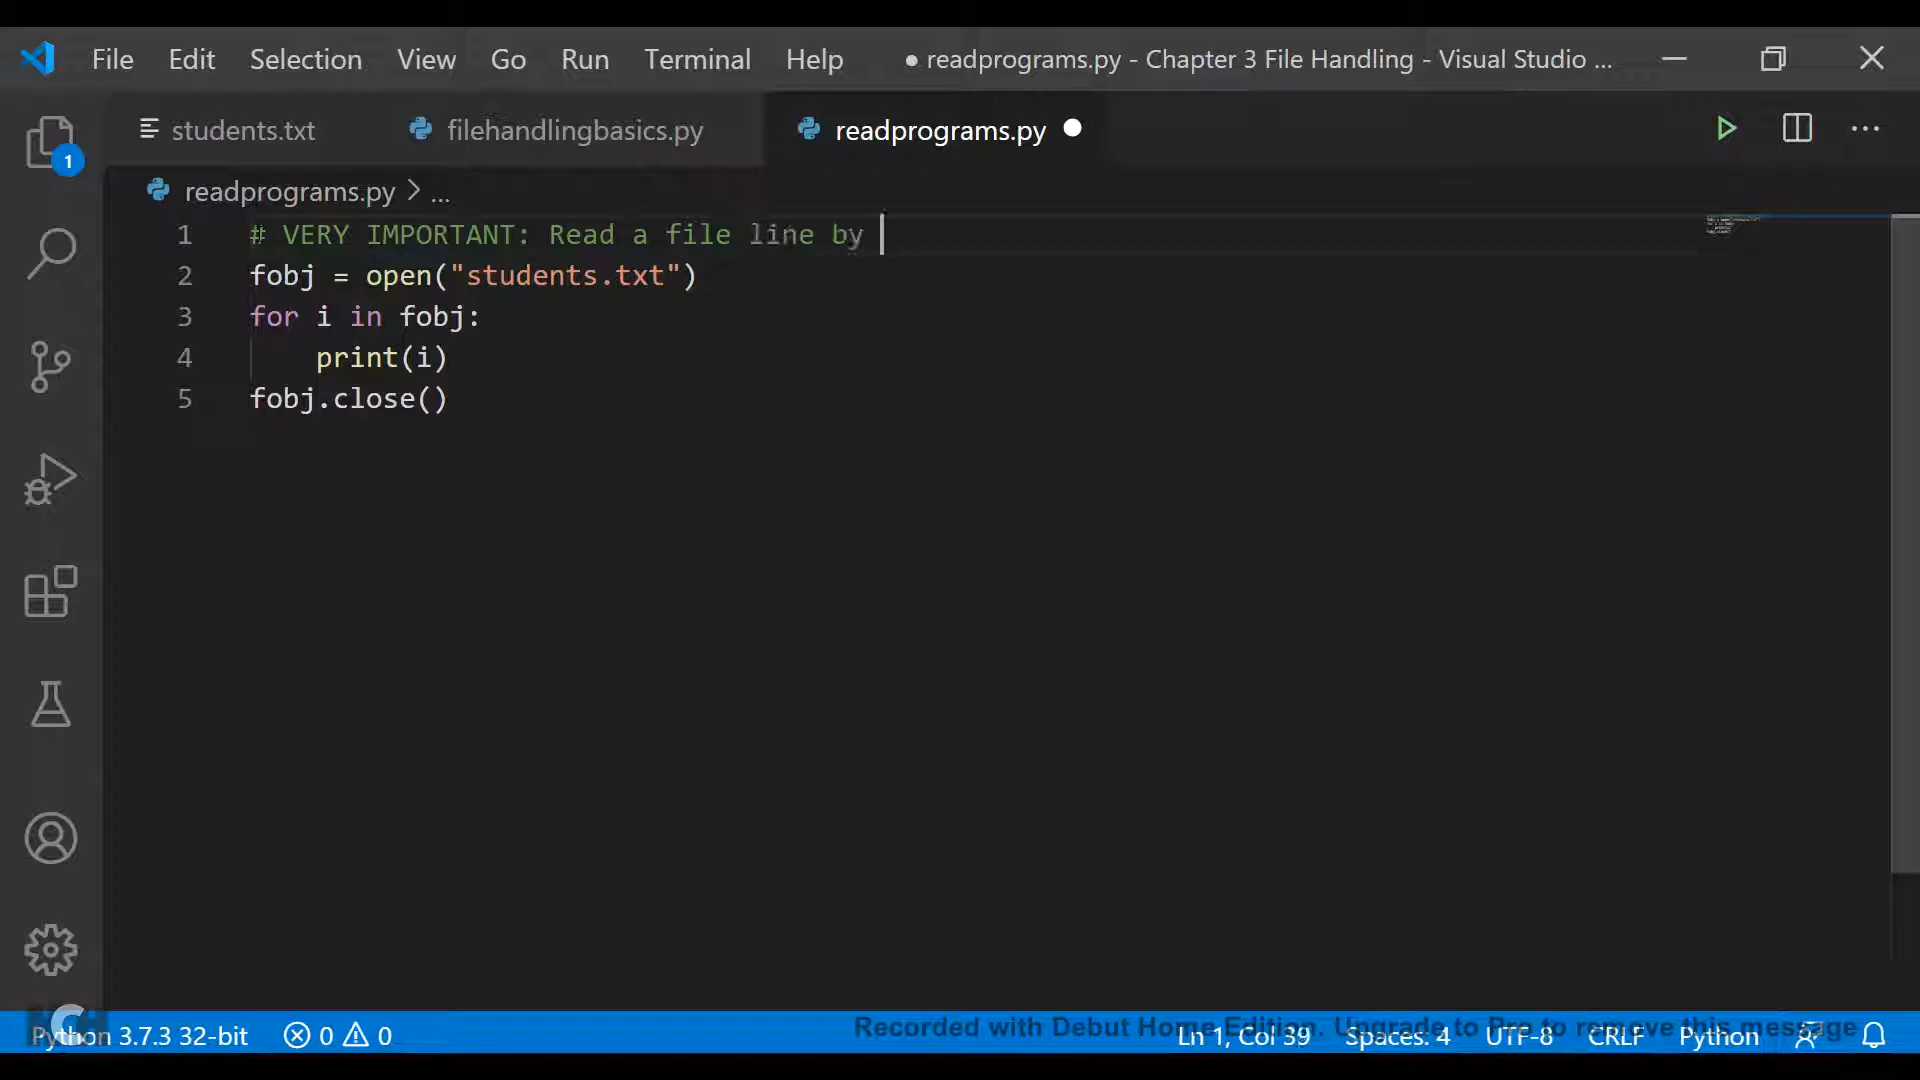 File Edit Selection View Go Run Terminal Help ● readprograms.py - Chapter 3 File Handling - Visual Studio ...
students.txt filehandlingbasics.py readprograms.py
1
readprograms.py > ...
1 # VERY IMPORTANT: Read a file line by
2 fobj = open("students.txt")
3 for i in fobj:
4 print(i)
5 fobj.close()
Recorded with Debut Home Edition. Upgrade to Pro to remove this message
Python 3.7.3 32-bit 0 0 Ln 1, Col 39 Spaces: 4 UTF-8 CRLF Python